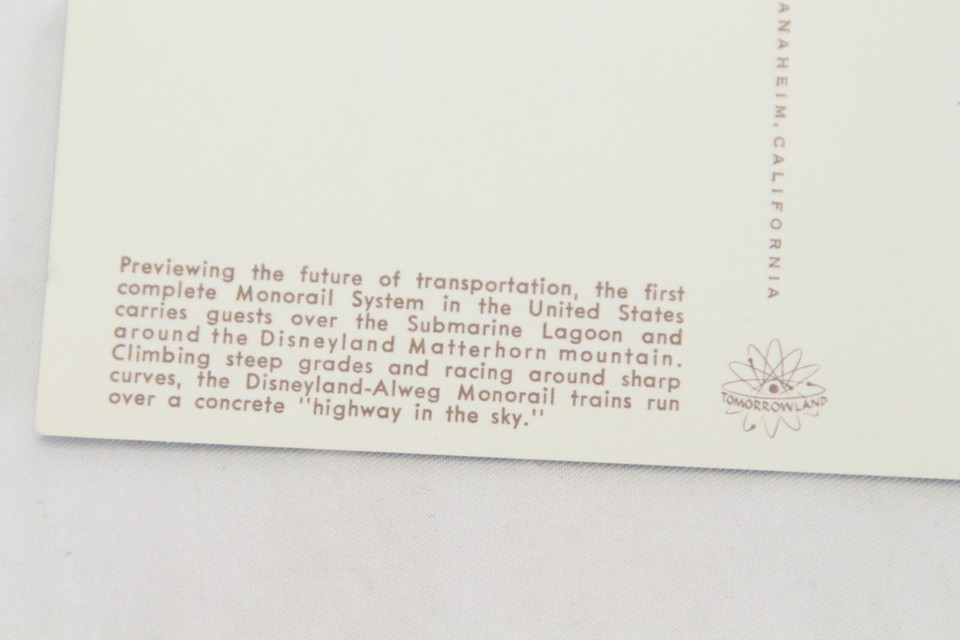 Previewing the future of transportation, the first
complete Monorail System in the United States
carries guests over the Submarine Lagoon and
around the Disneyland Matterhorn mountain.
Climbing steep grades and racing around sharp
curves, the Disneyland-Alweg Monorail trains run
over a concrete "highway in the sky."
ANAHEIM, CALIFORNIA
TOMORROWLAND